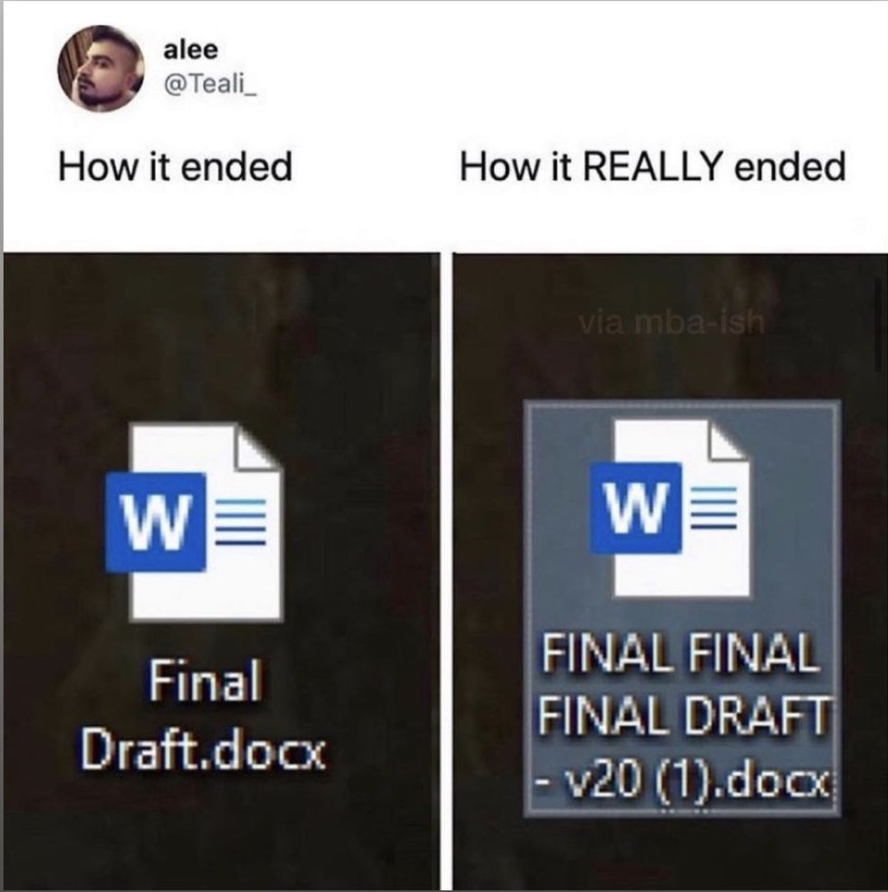 alee
@Teali_
How it ended
How it REALLY ended
via mba-ish
W
Final
Draft.docx
W
FINAL FINAL
FINAL DRAFT
- v20 (1).docx